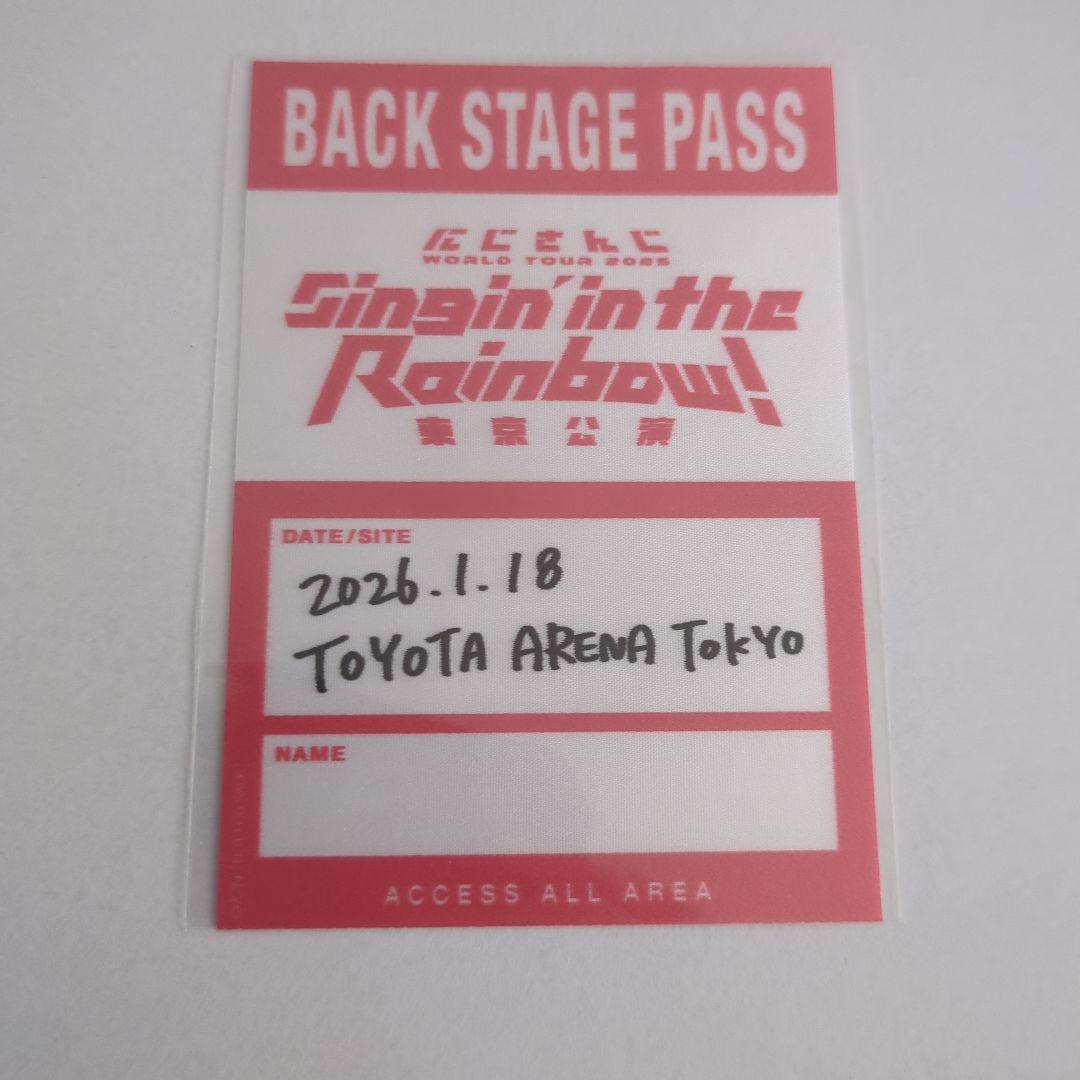 BACK STAGE PASS
にじさんじ
WORLD TOUR 2025
Singin' in the
Rainbow!
東京公演
DATE/SITE
2026.1.18
TOYOTA ARENA TOKYO
NAME
ACCESS ALL AREA